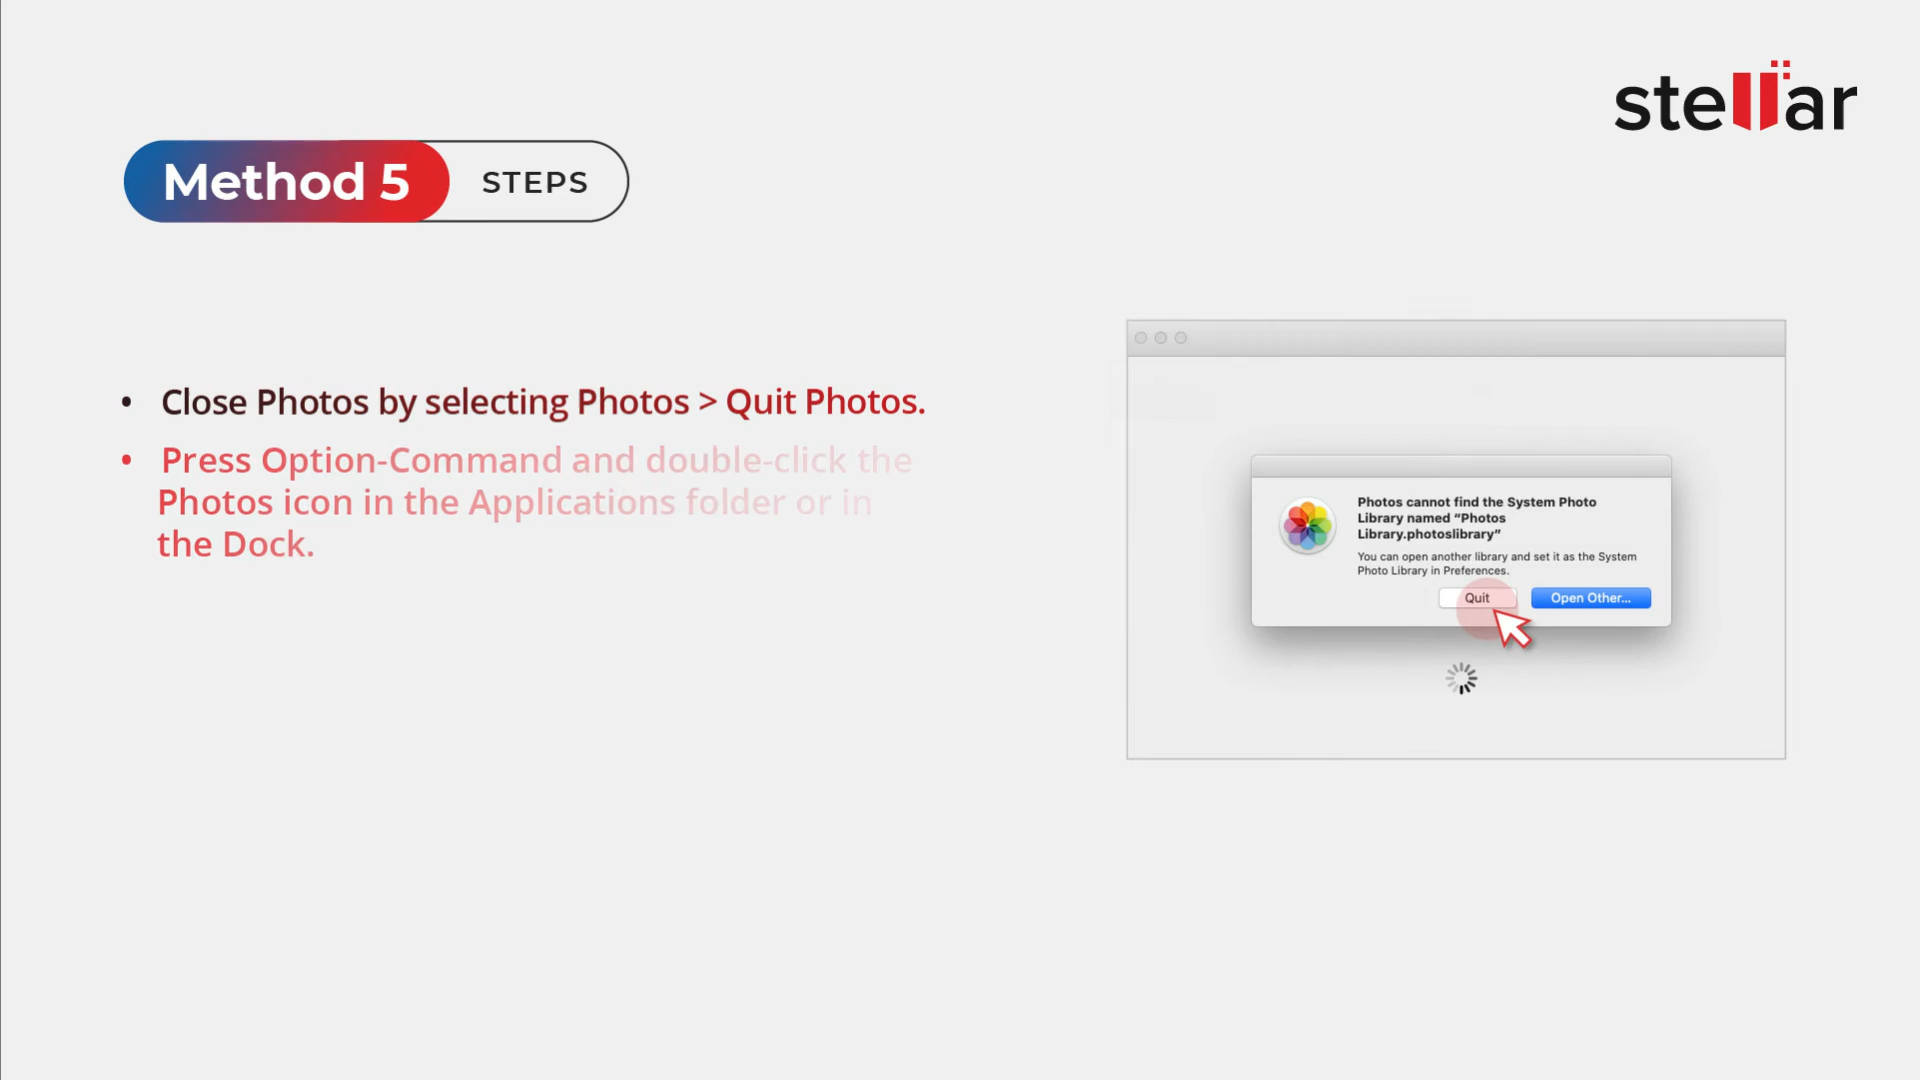 stellar
Method 5 STEPS
• Close Photos by selecting Photos > Quit Photos.
• Press Option-Command and double-click the
Photos icon in the Applications folder or in
the Dock.
Photos cannot find the System Photo
Library named “Photos
Library.photoslibrary”
You can open another library and set it as the System
Photo Library in Preferences.
Quit Open Other...